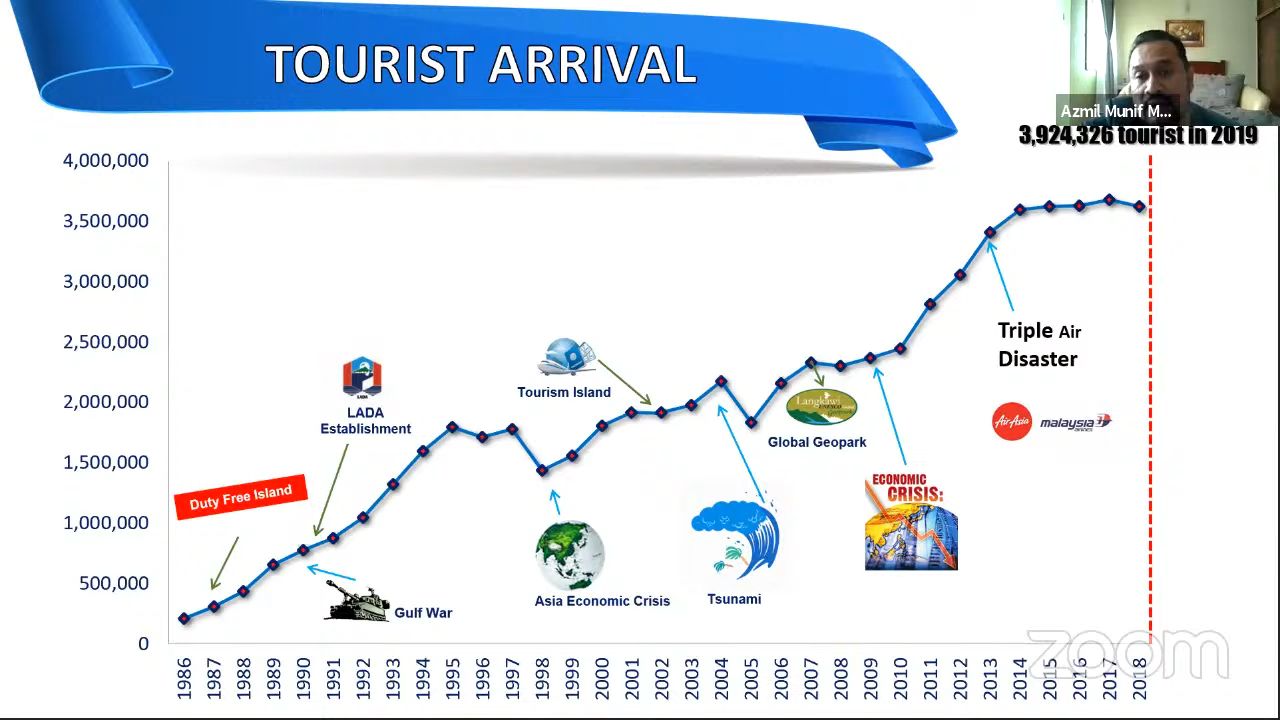 TOURIST ARRIVAL
Azmil Munif M...
3,924,326 tourist in 2019
4,000,000
3,500,000
3,000,000
2,500,000
2,000,000
1,500,000
1,000,000
500,000
0
Duty Free Island
LADA
LADA
Establishment
Gulf War
Tourism Island
Asia Economic Crisis
Tsunami
Langkawi
Geopark
Global Geopark
ECONOMIC
CRISIS:
Triple Air
Disaster
AirAsia
malaysia
airlines
1986
1987
1988
1989
1990
1991
1992
1993
1994
1995
1996
1997
1998
1999
2000
2001
2002
2003
2004
2005
2006
2007
2008
2009
2010
2011
2012
2013
2014
2015
2016
2017
2018
zoom